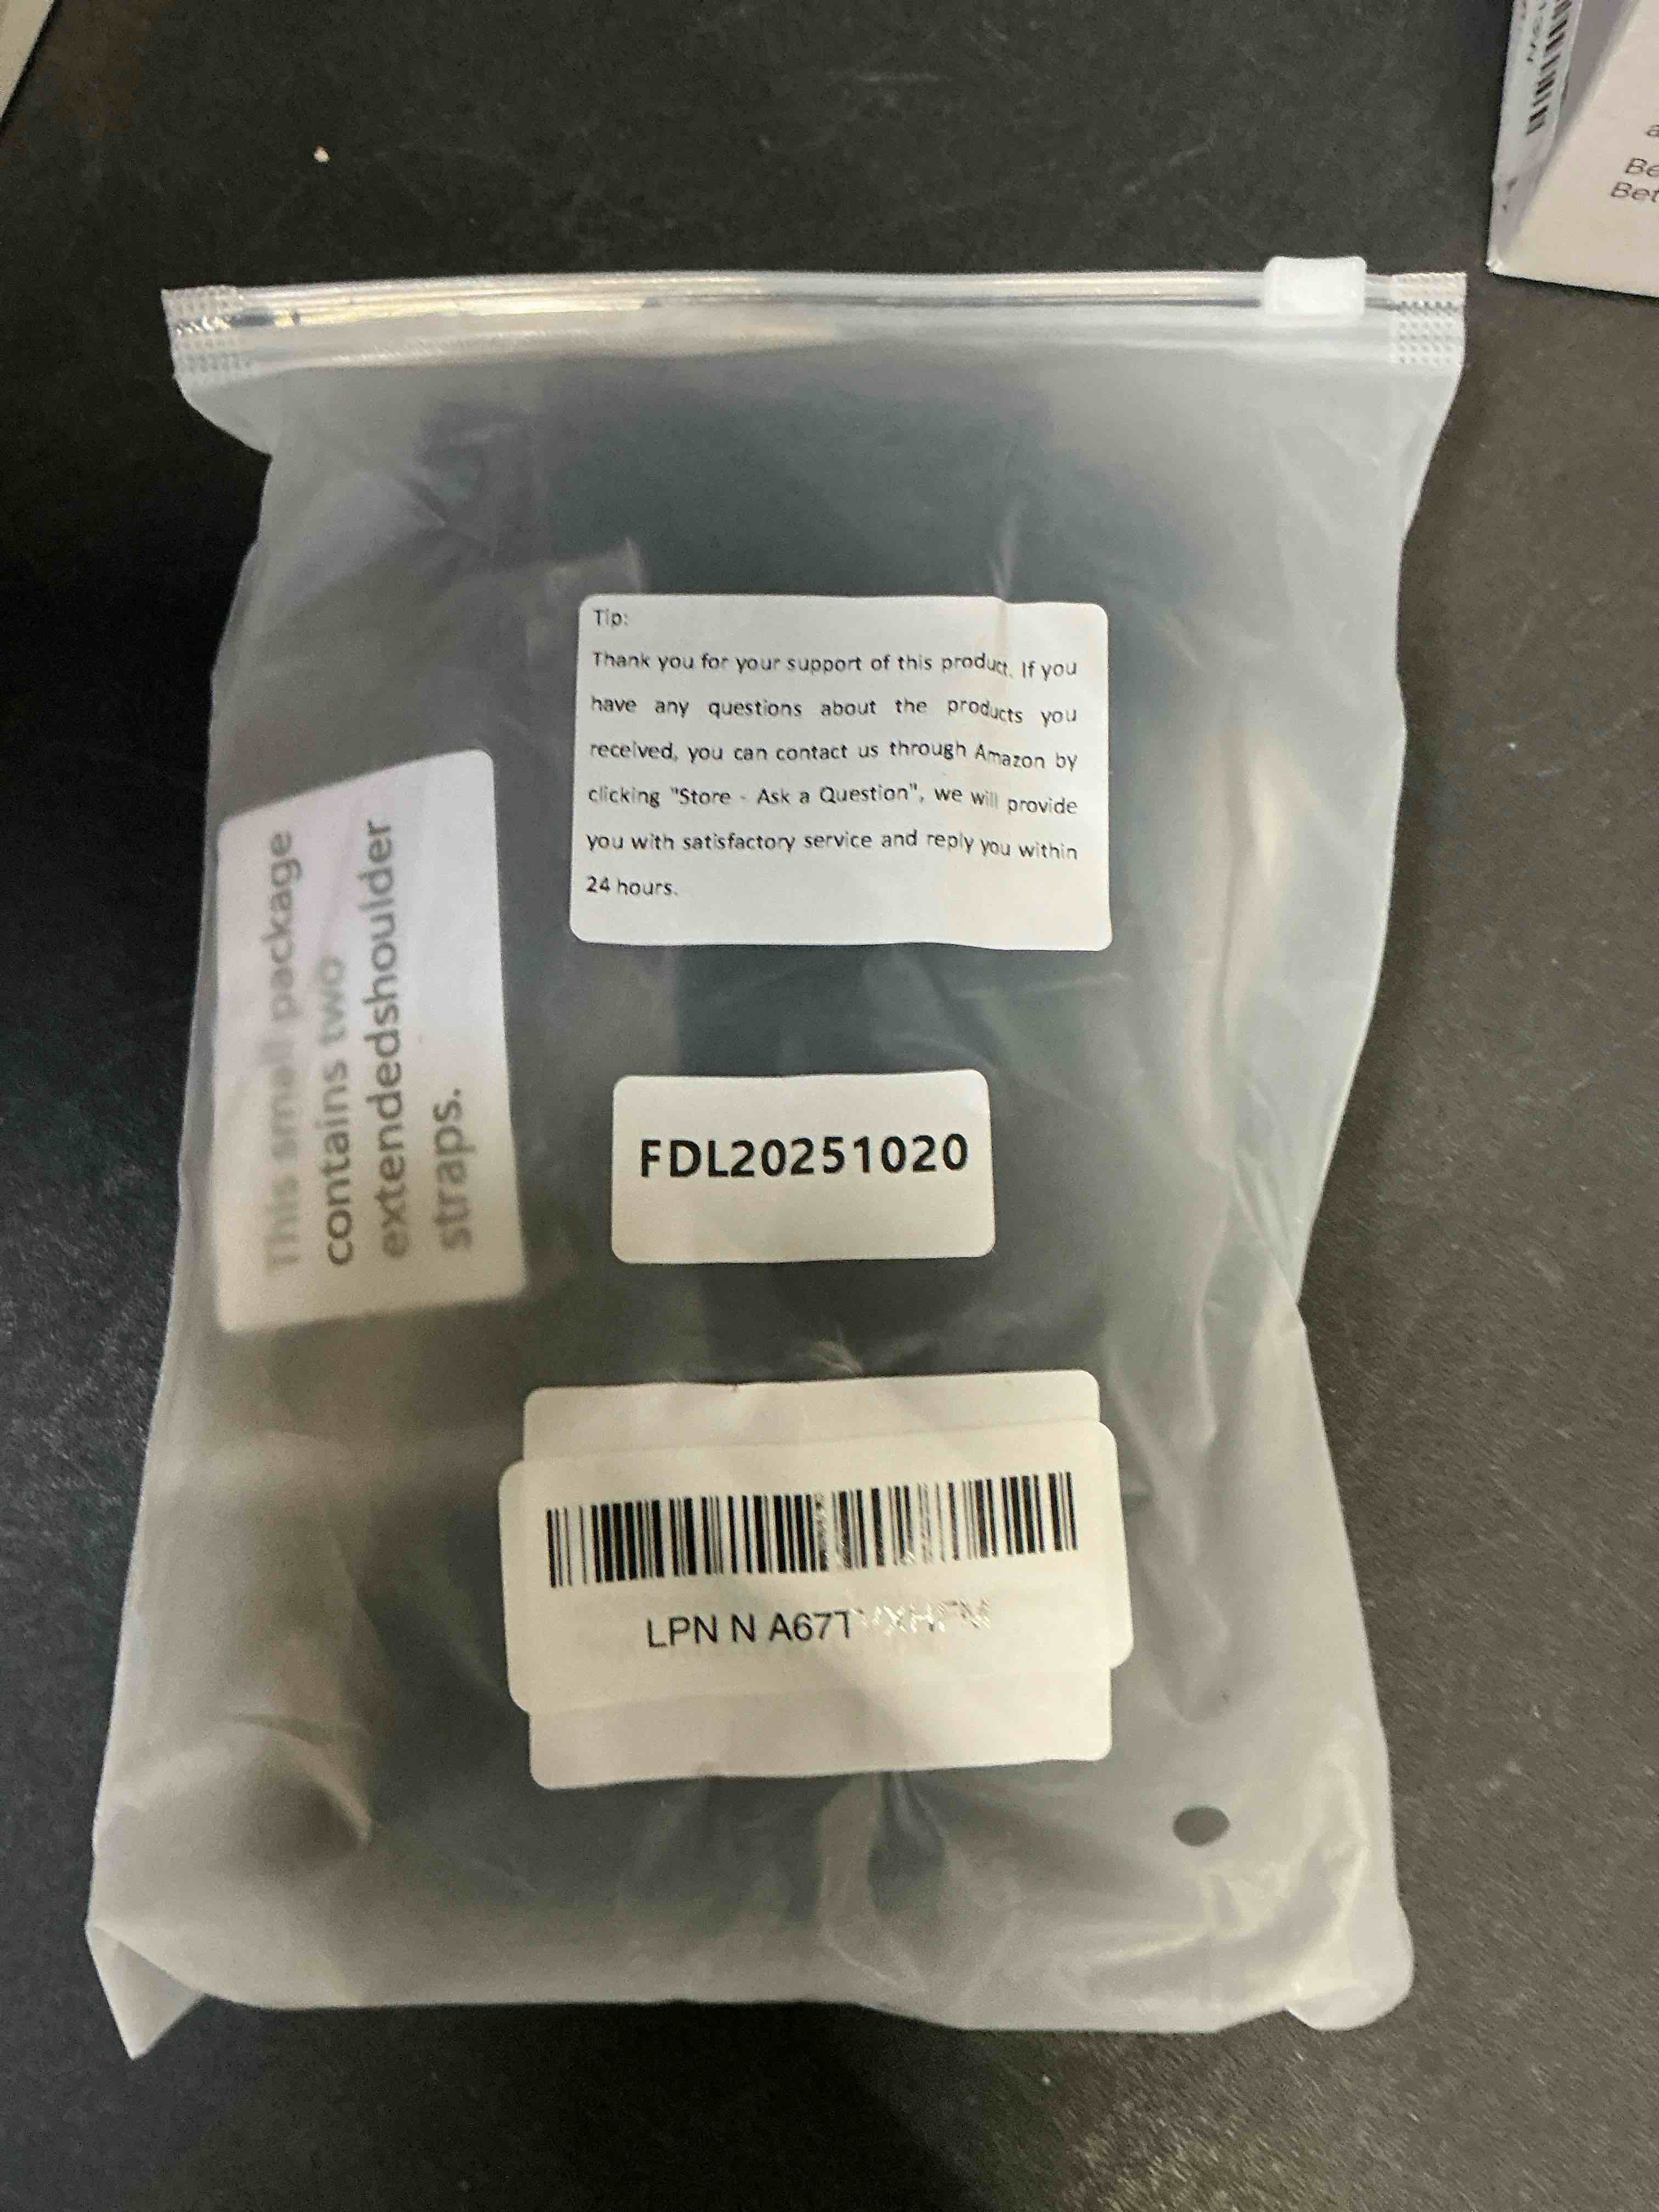 Tip:
Thank you for your support of this product. If you
have any questions about the products you
received, you can contact us through Amazon by
clicking "Store - Ask a Question", we will provide
you with satisfactory service and reply you within
24 hours.
This small package
contains two
extendedshoulder
straps.
FDL20251020
LPN N
Be
Bet